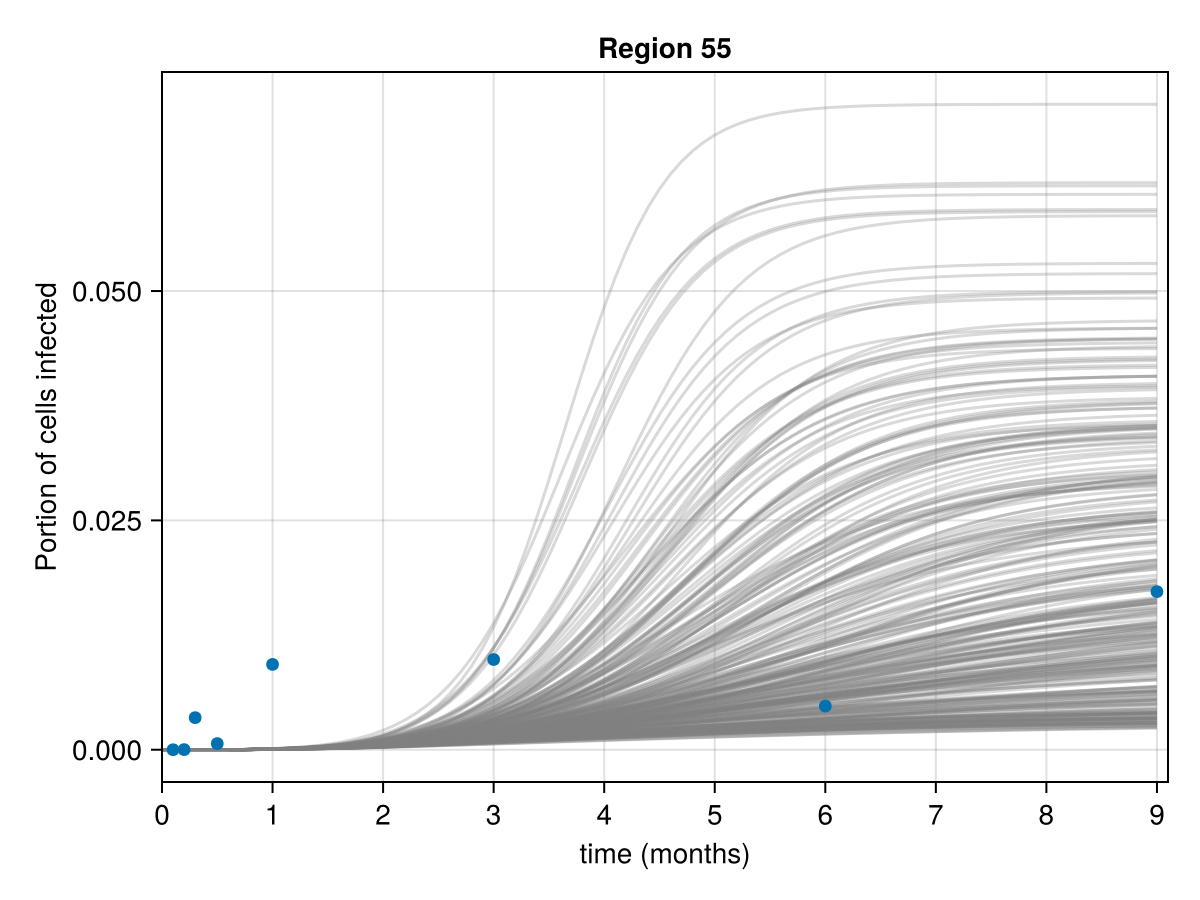 Region 55
Portion of cells infected
0.050
0.025
0.000
0 1 2 3 4 5 6 7 8 9
time (months)